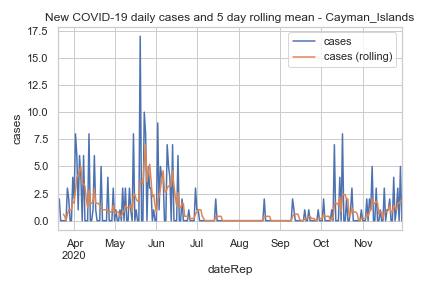 New COVID-19 daily cases and 5 day rolling mean - Cayman_Islands
17.5
15.0
12.5
10.0
7.5
5.0
2.5
0.0
cases
cases
cases (rolling)
Apr
2020
May
Jun
Jul
Aug
Sep
Oct
Nov
dateRep